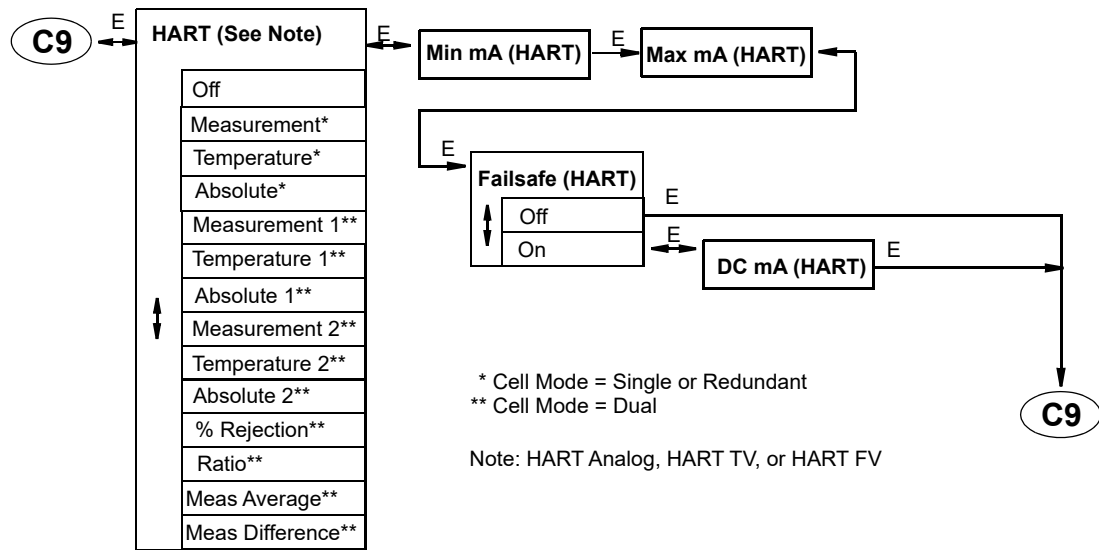 C9
E
HART (See Note)
E
Min mA (HART)
E
Max mA (HART)
Off
Measurement*
Temperature*
Absolute*
Measurement 1**
Temperature 1**
Absolute 1**
Measurement 2**
Temperature 2**
Absolute 2**
% Rejection**
Ratio**
Meas Average**
Meas Difference**
E
Failsafe (HART)
Off
E
On
E
DC mA (HART)
E
* Cell Mode = Single or Redundant
** Cell Mode = Dual
C9
Note: HART Analog, HART TV, or HART FV